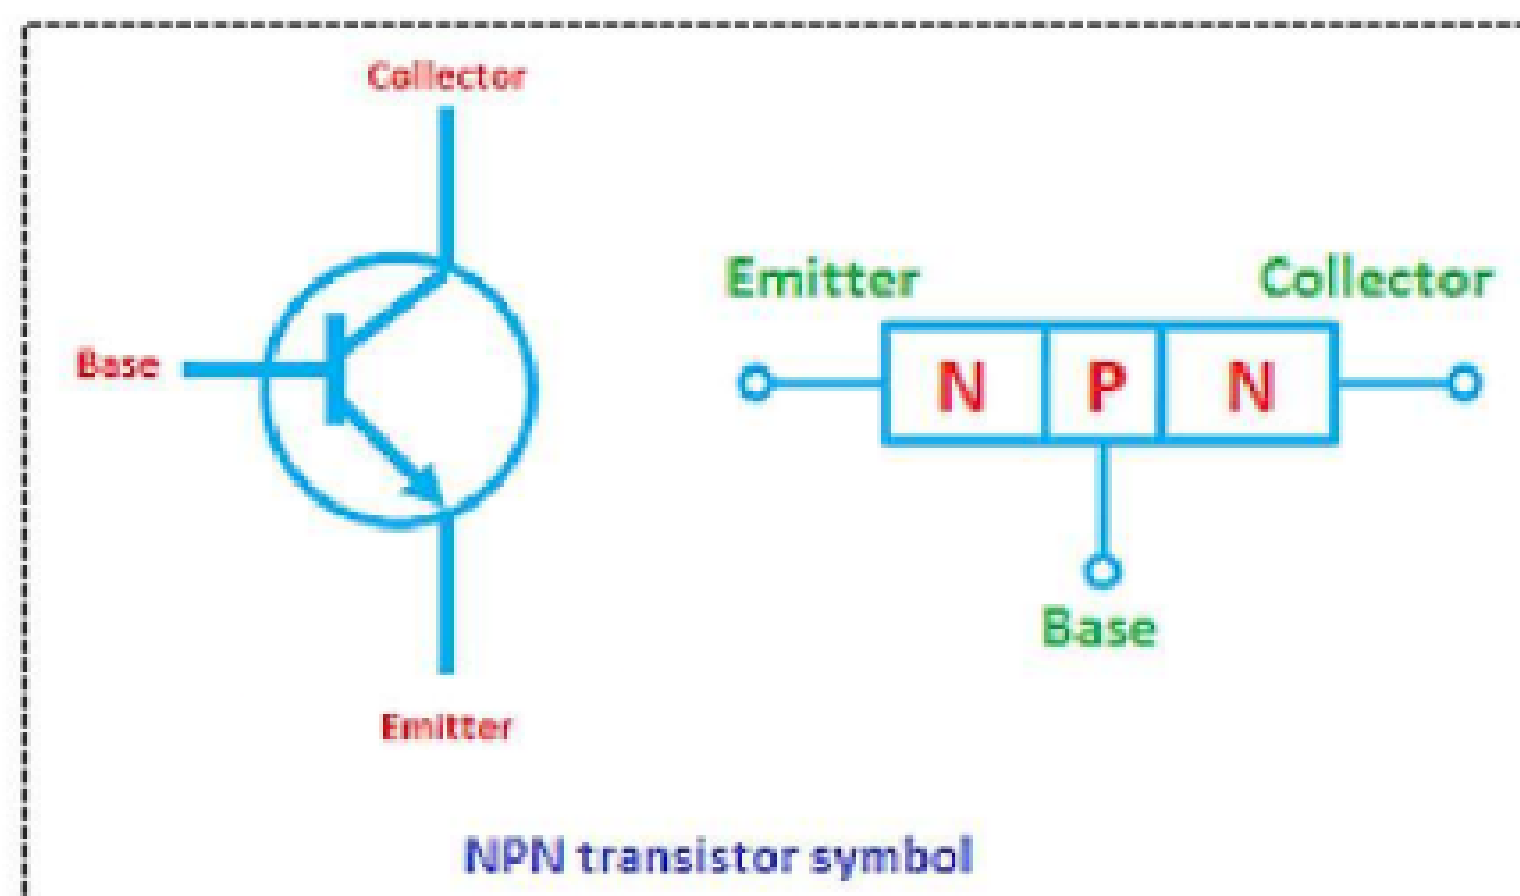 Collector
Base
Emitter
Emitter
Collector
N P N
Base
NPN transistor symbol